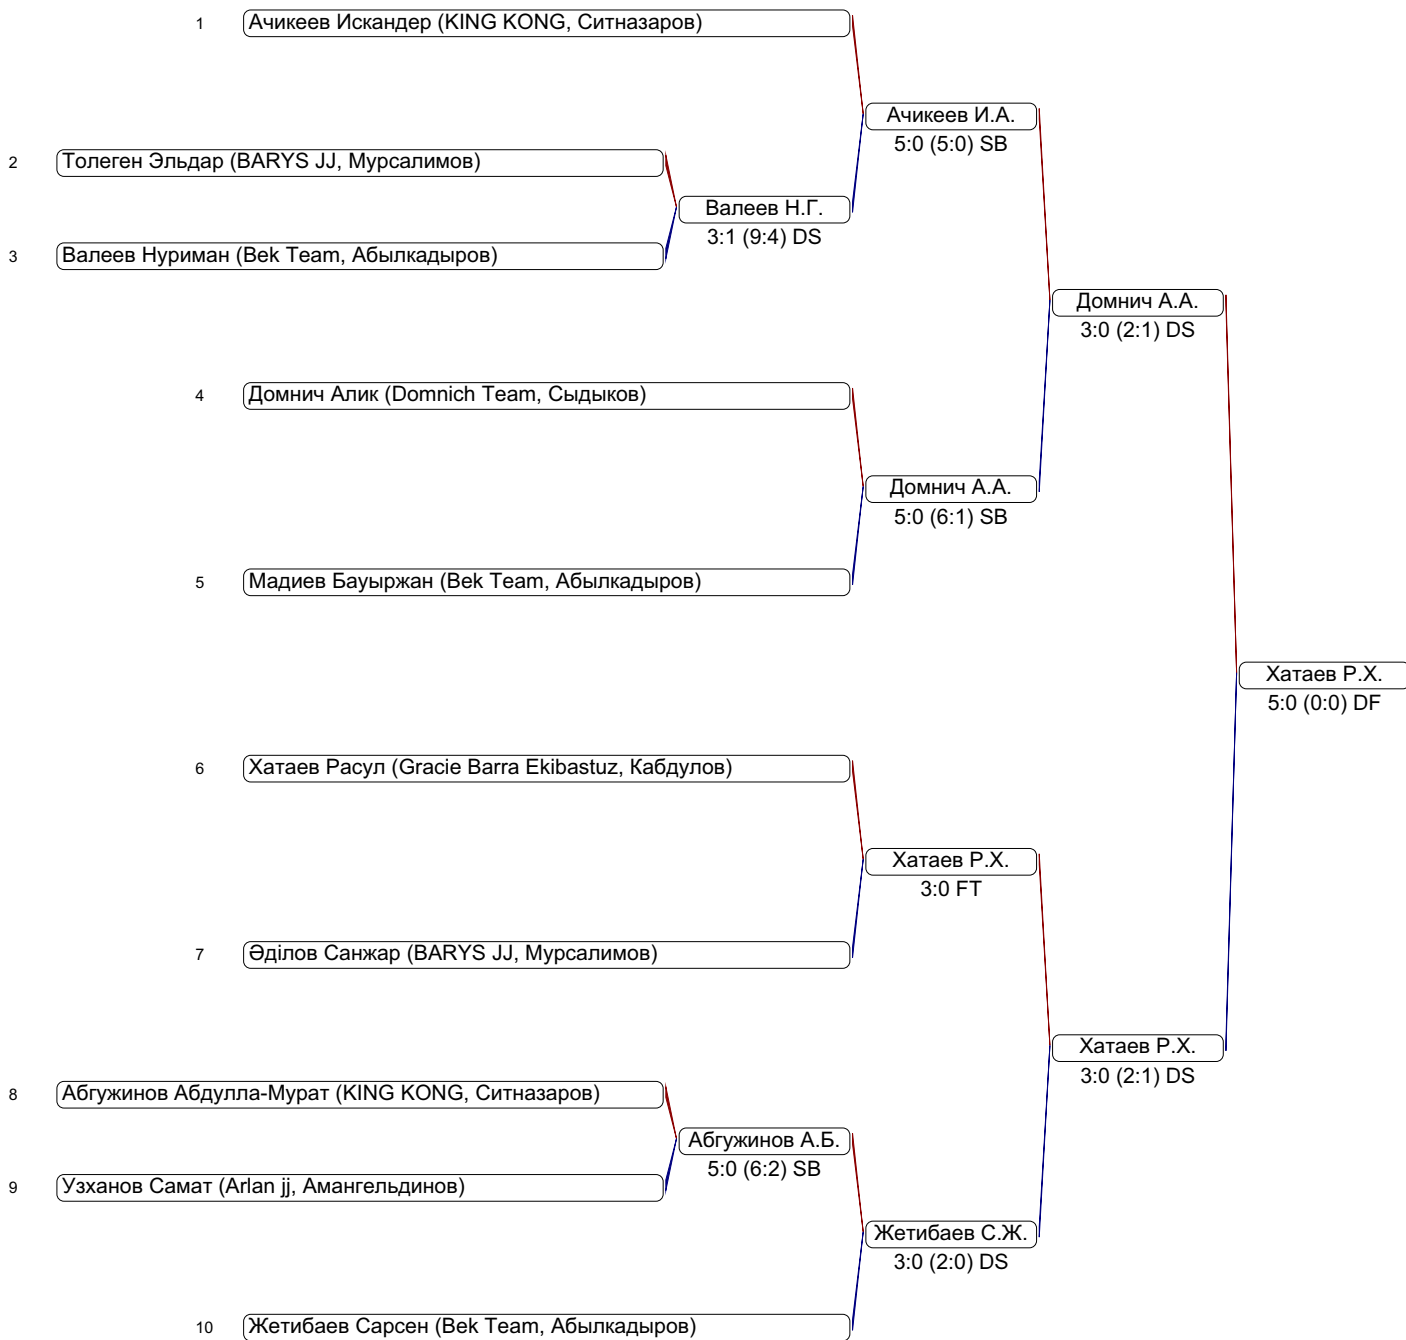 1 Ачикеев Искандер (KING KONG, Ситназаров)
Ачикеев И.А.
5:0 (5:0) SB
2 Толеген Эльдар (BARYS JJ, Мурсалимов)
Валеев Н.Г.
3:1 (9:4) DS
3 Валеев Нуриман (Bek Team, Абылкадыров)
Домнич А.А.
3:0 (2:1) DS
4 Домнич Алик (Domnich Team, Сыдыков)
Домнич А.А.
5:0 (6:1) SB
5 Мадиев Бауыржан (Bek Team, Абылкадыров)
Хатаев Р.Х.
5:0 (0:0) DF
6 Хатаев Расул (Gracie Barra Ekibastuz, Кабдулов)
Хатаев Р.Х.
3:0 FT
7 Әділов Санжар (BARYS JJ, Мурсалимов)
Хатаев Р.Х.
3:0 (2:1) DS
8 Абгужинов Абдулла-Мурат (KING KONG, Ситназаров)
Абгужинов А.Б.
5:0 (6:2) SB
9 Узханов Самат (Arlan jj, Амангельдинов)
Жетибаев С.Ж.
3:0 (2:0) DS
10 Жетибаев Сарсен (Bek Team, Абылкадыров)